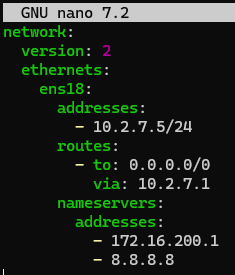 GNU nano 7.2
network:
  version: 2
  ethernets:
    ens18:
      addresses:
        - 10.2.7.5/24
      routes:
        - to: 0.0.0.0/0
          via: 10.2.7.1
      nameservers:
        addresses:
          - 172.16.200.1
          - 8.8.8.8